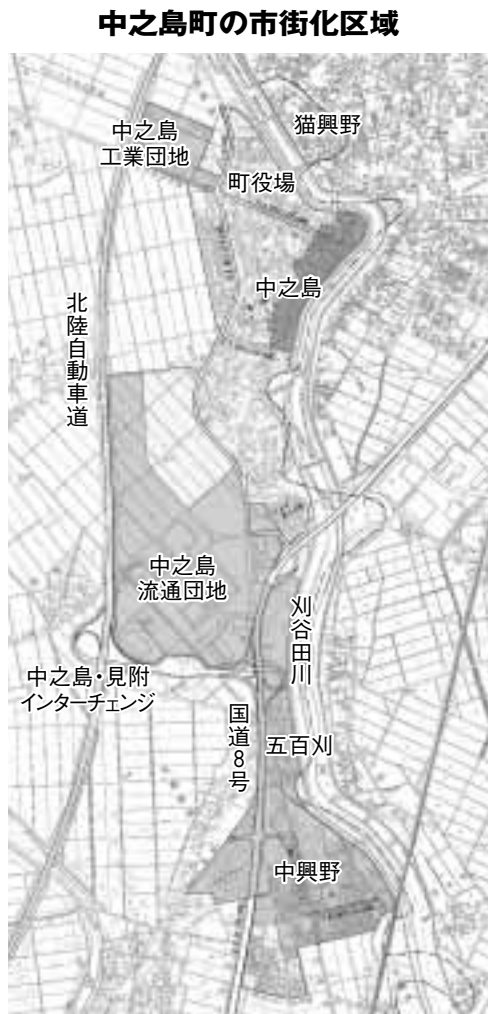 中之島町の市街化区域
猫興野
中之島
工業団地
町役場
中之島
北陸自動車道
中之島
流通団地
刈谷田川
中之島・見附
インターチェンジ
国道8号
五百刈
中興野